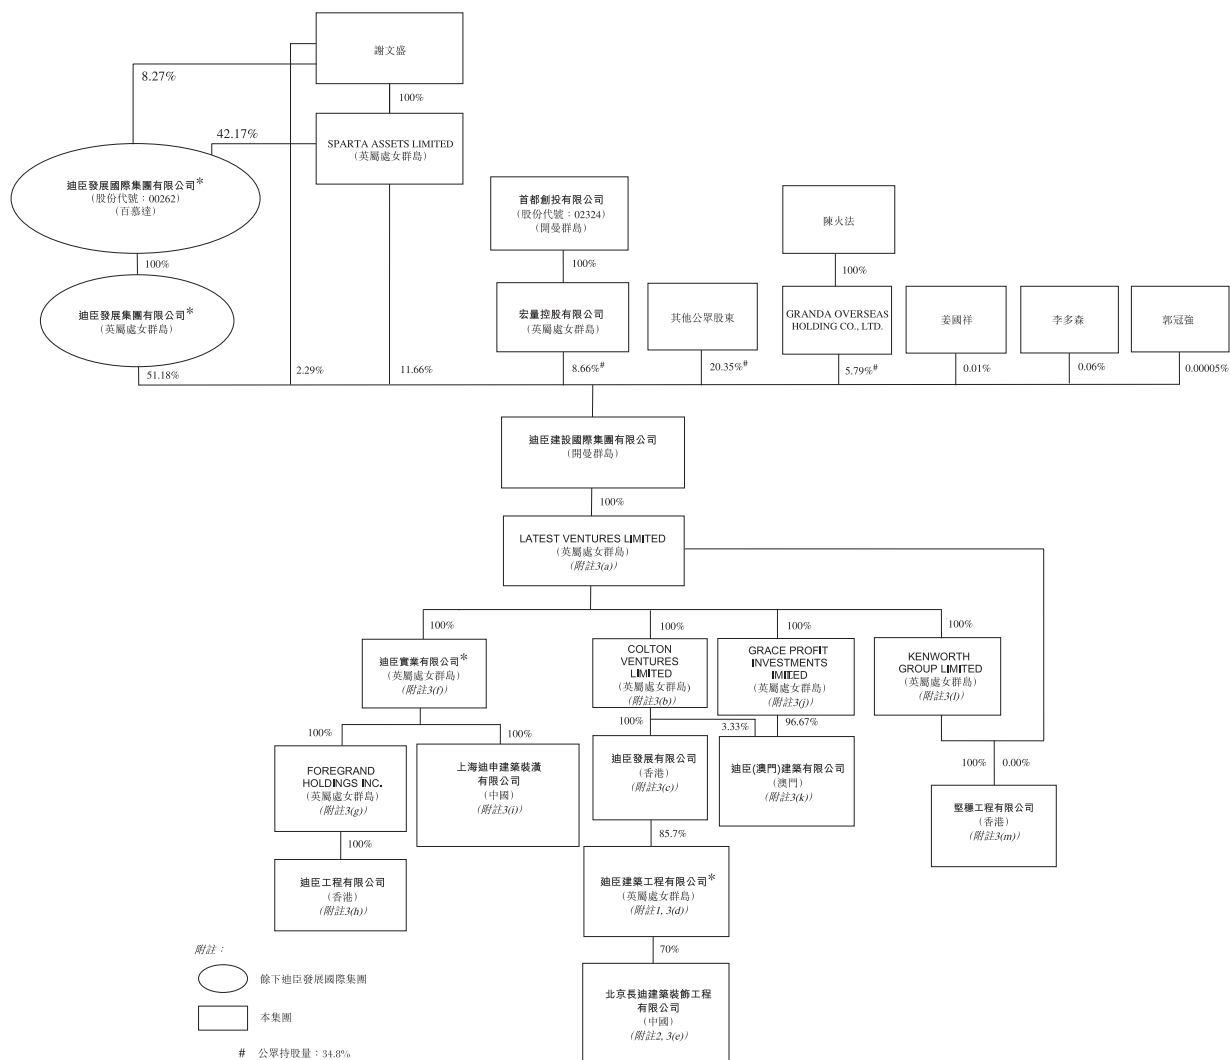 謝文盛
8.27%
100%
42.17%
SPARTA ASSETS LIMITED
(英屬處女群島)
迪臣發展國際集團有限公司*
(股份代號：00262)
(百慕達)
首都創投有限公司
(股份代號：02324)
(開曼群島)
陳火法
100%
100%
100%
迪臣發展集團有限公司*
(英屬處女群島)
宏量控股有限公司
(英屬處女群島)
其他公眾股東
GRANDA OVERSEAS
HOLDING CO., LTD.
姜國祥
李多森
郭冠強
51.18%
2.29%
11.66%
8.66%#
20.35%#
5.79%#
0.01%
0.06%
0.00005%
迪臣建設國際集團有限公司
(開曼群島)
100%
LATEST VENTURES LIMITED
(英屬處女群島)
(附註3(a))
100%
100%
100%
100%
迪臣實業有限公司*
(英屬處女群島)
(附註3(f))
COLTON
VENTURES
LIMITED
(英屬處女群島)
(附註3(b))
GRACE PROFIT
INVESTMENTS
IMITED
(英屬處女群島)
(附註3(j))
KENWORTH
GROUP LIMITED
(英屬處女群島)
(附註3(l))
100%
100%
100%
3.33%
96.67%
100%
0.00%
FOREGRAND
HOLDINGS INC.
(英屬處女群島)
(附註3(g))
上海迪申建築裝潢
有限公司
(中國)
(附註3(i))
迪臣發展有限公司
(香港)
(附註3(c))
迪臣(澳門)建築有限公司
(澳門)
(附註3(k))
堅穩工程有限公司
(香港)
(附註3(m))
100%
85.7%
迪臣工程有限公司
(香港)
(附註3(h))
迪臣建築工程有限公司*
(英屬處女群島)
(附註1, 3(d))
70%
北京長迪建築裝飾工程
有限公司
(中國)
(附註2, 3(e))
附註：
餘下迪臣發展國際集團
本集團
# 公眾持股量：34.8%